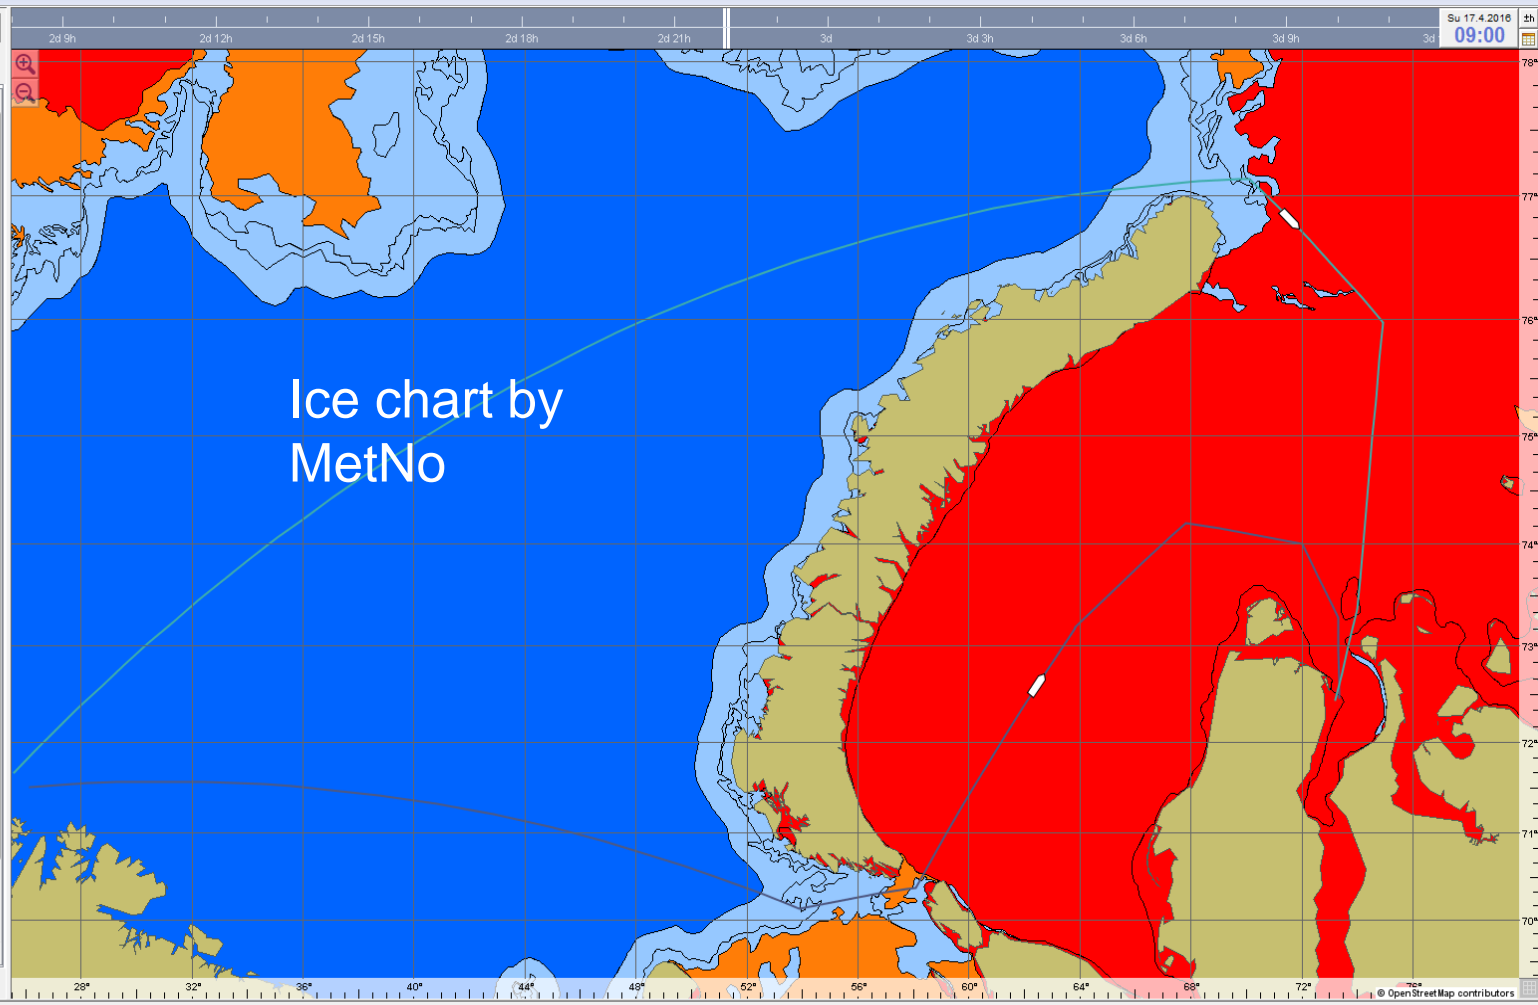 2d 9h 2d 12h 2d 15h 2d 18h 2d 21h 3d 3d 3h 3d 6h 3d 9h 3d
Su 17.4.2016
09:00
±h
78°
77°
76°
Ice chart by
MetNo
75°
74°
73°
72°
71°
70°
28° 32° 36° 40° 44° 48° 52° 56° 60° 64° 68° 72° 76°
© OpenStreetMap contributors